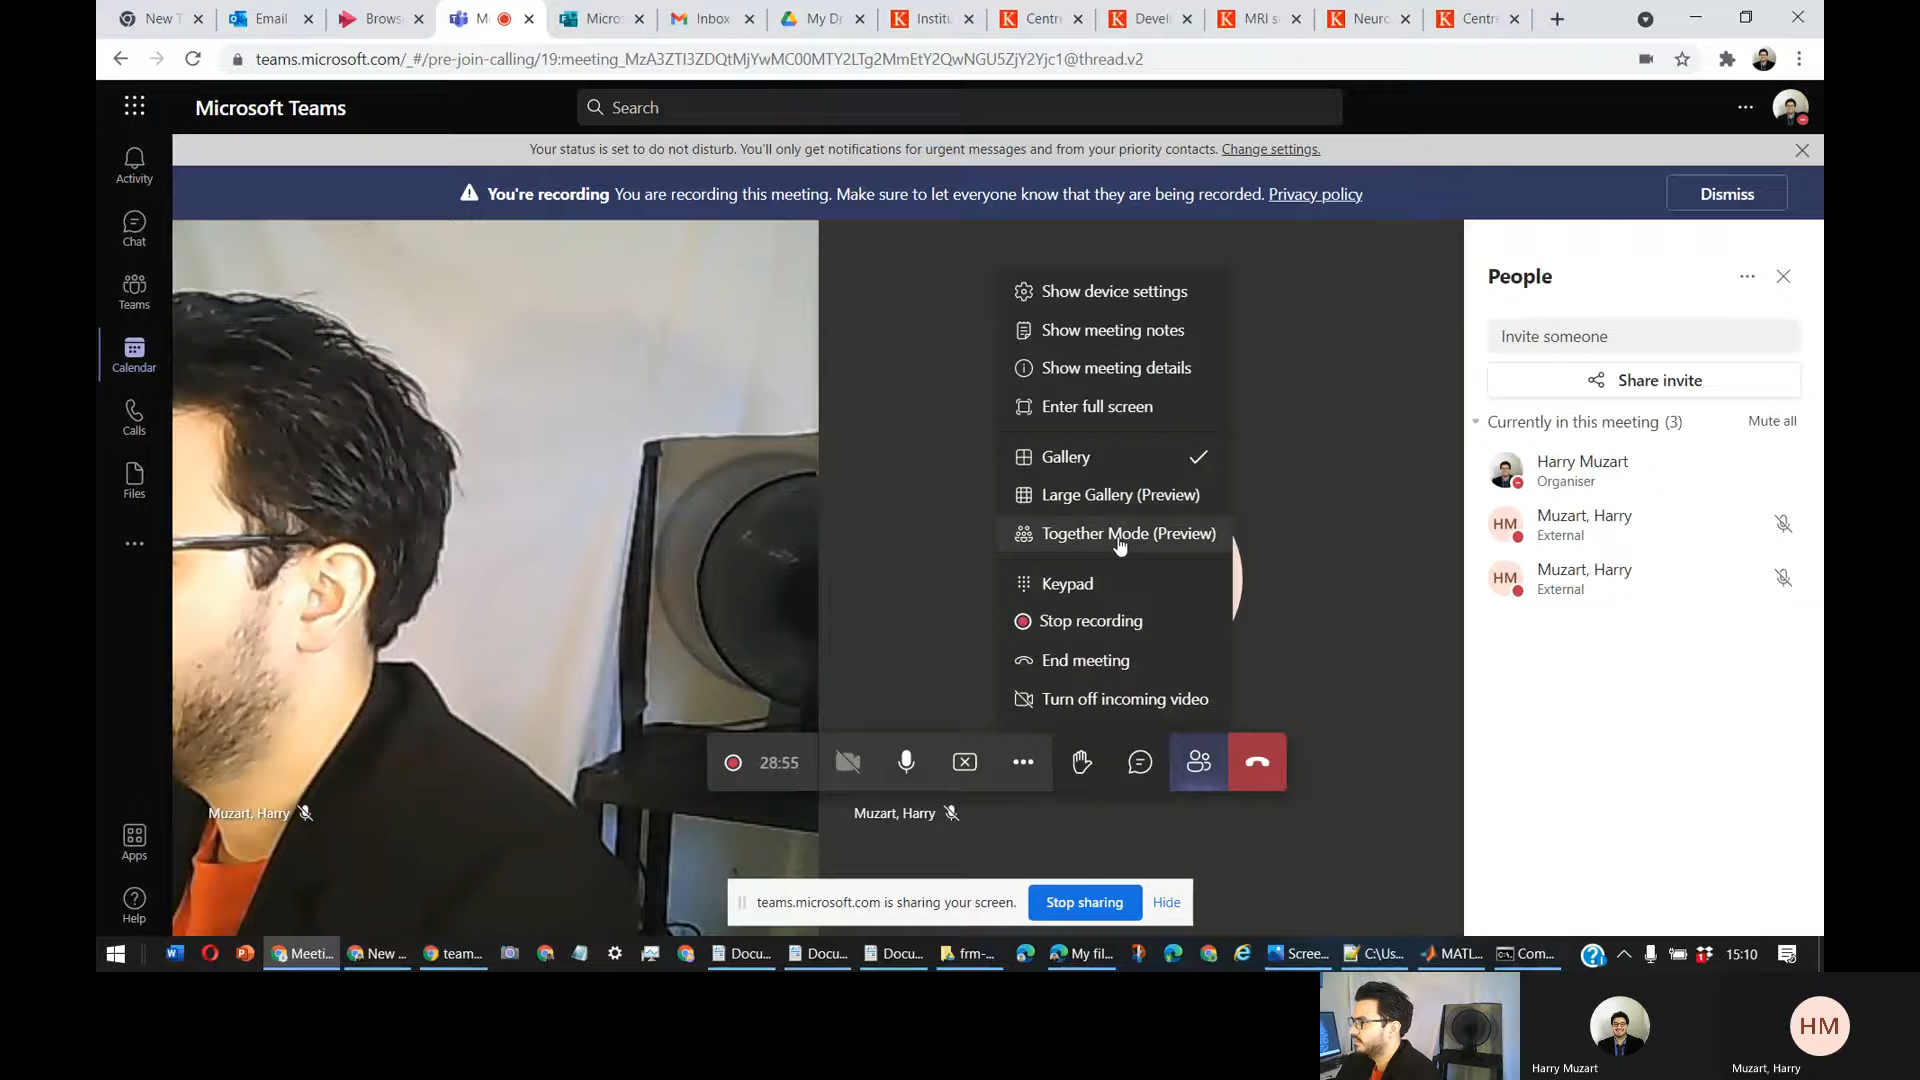 New T
Email
Brows
M
Micros
Inbox
My Dr
Institu
Centr
Devel
MRI s
Neuro
Centr
teams.microsoft.com/_#/pre-join-calling/19:meeting_MzA3ZTI3ZDQtMjYwMC00MTY2LTg2MmEtY2QwNGU5ZjY2Yjc1@thread.v2
Microsoft Teams
Search
Your status is set to do not disturb. You'll only get notifications for urgent messages and from your priority contacts. Change settings.
You're recording You are recording this meeting. Make sure to let everyone know that they are being recorded. Privacy policy
Dismiss
Activity
Chat
Teams
Calendar
Calls
Files
Apps
Help
Show device settings
Show meeting notes
Show meeting details
Enter full screen
Gallery
Large Gallery (Preview)
Together Mode (Preview)
Keypad
Stop recording
End meeting
Turn off incoming video
28:55
Muzart, Harry
Muzart, Harry
People
Invite someone
Share invite
Currently in this meeting (3)
Mute all
Harry Muzart
Organiser
HM
Muzart, Harry
External
HM
Muzart, Harry
External
teams.microsoft.com is sharing your screen.
Stop sharing
Hide
Meeti...
New ...
team...
Docu...
Docu...
Docu...
frm-...
My fil...
Scree...
C:\Us...
MATL...
Com...
15:10
HM
Harry Muzart
Muzart, Harry